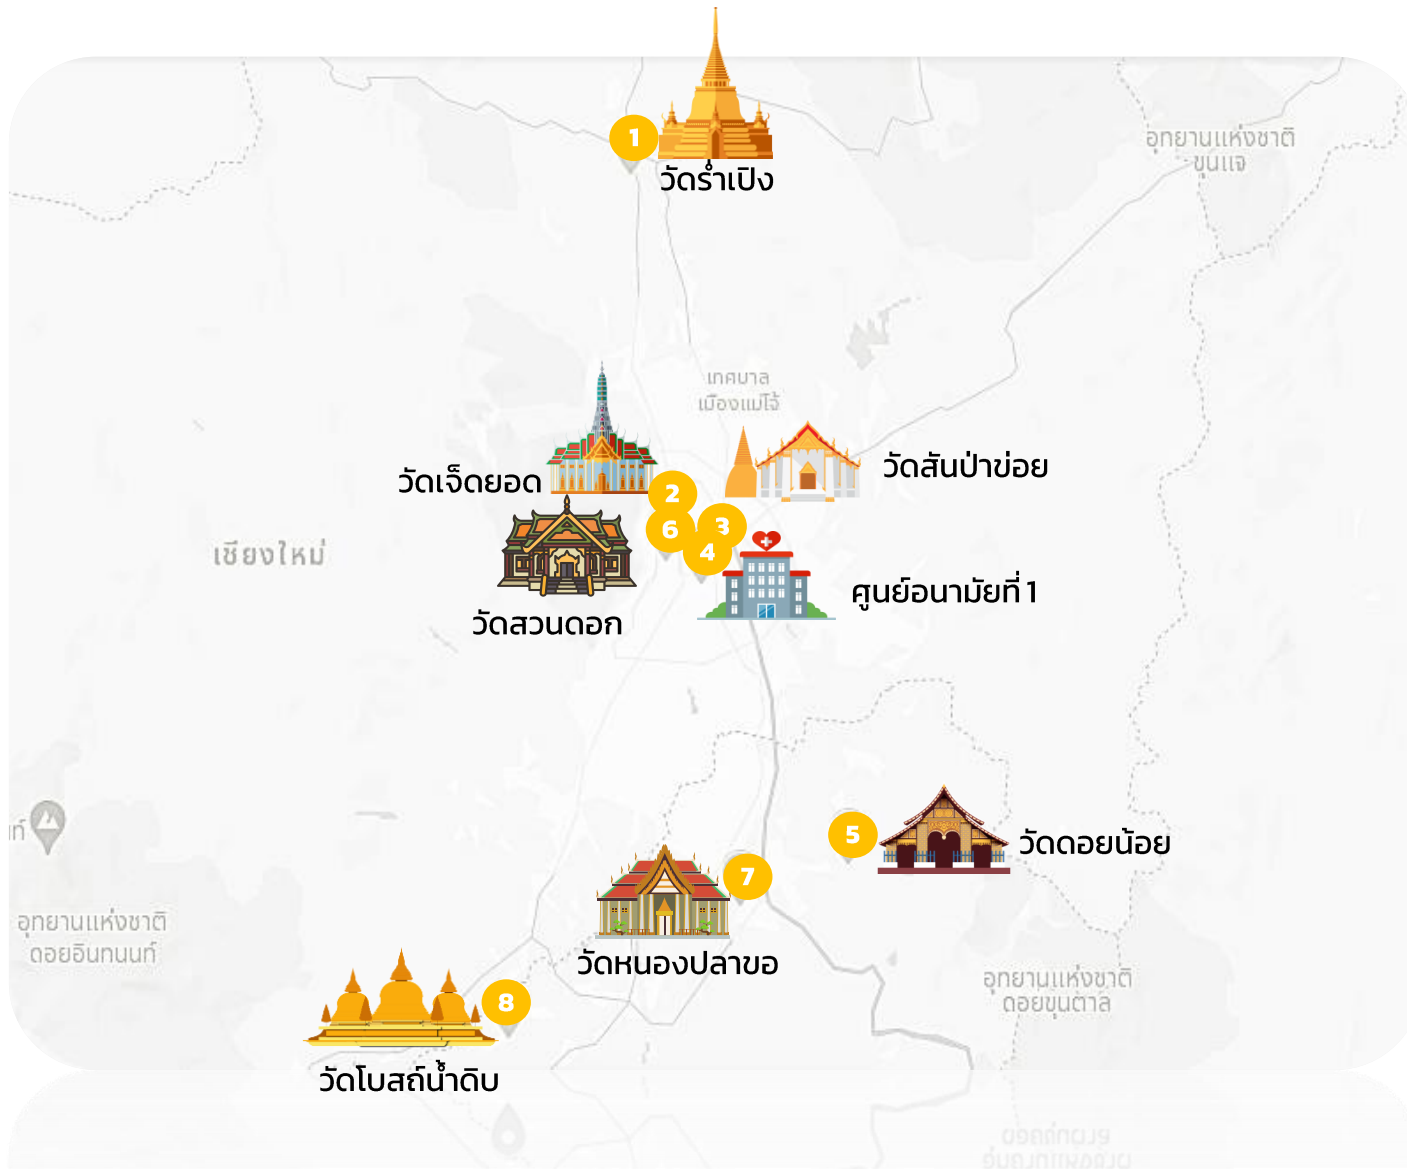 1
วัดร่ำเปิง
อุทยานแห่งชาติ
ขุนแจ
เทศบาล
เมืองแม่โจ้
วัดเจ็ดยอด
2
วัดสันป่าข่อย
6
3
4
เชียงใหม่
ศูนย์อนามัยที่ 1
วัดสวนดอก
5
วัดดอยน้อย
7
อุทยานแห่งชาติ
ดอยอินทนนท์
วัดหนองปลาขอ
อุทยานแห่งชาติ
ดอยขุนตาล
8
วัดโบสถ์น้ำดิบ